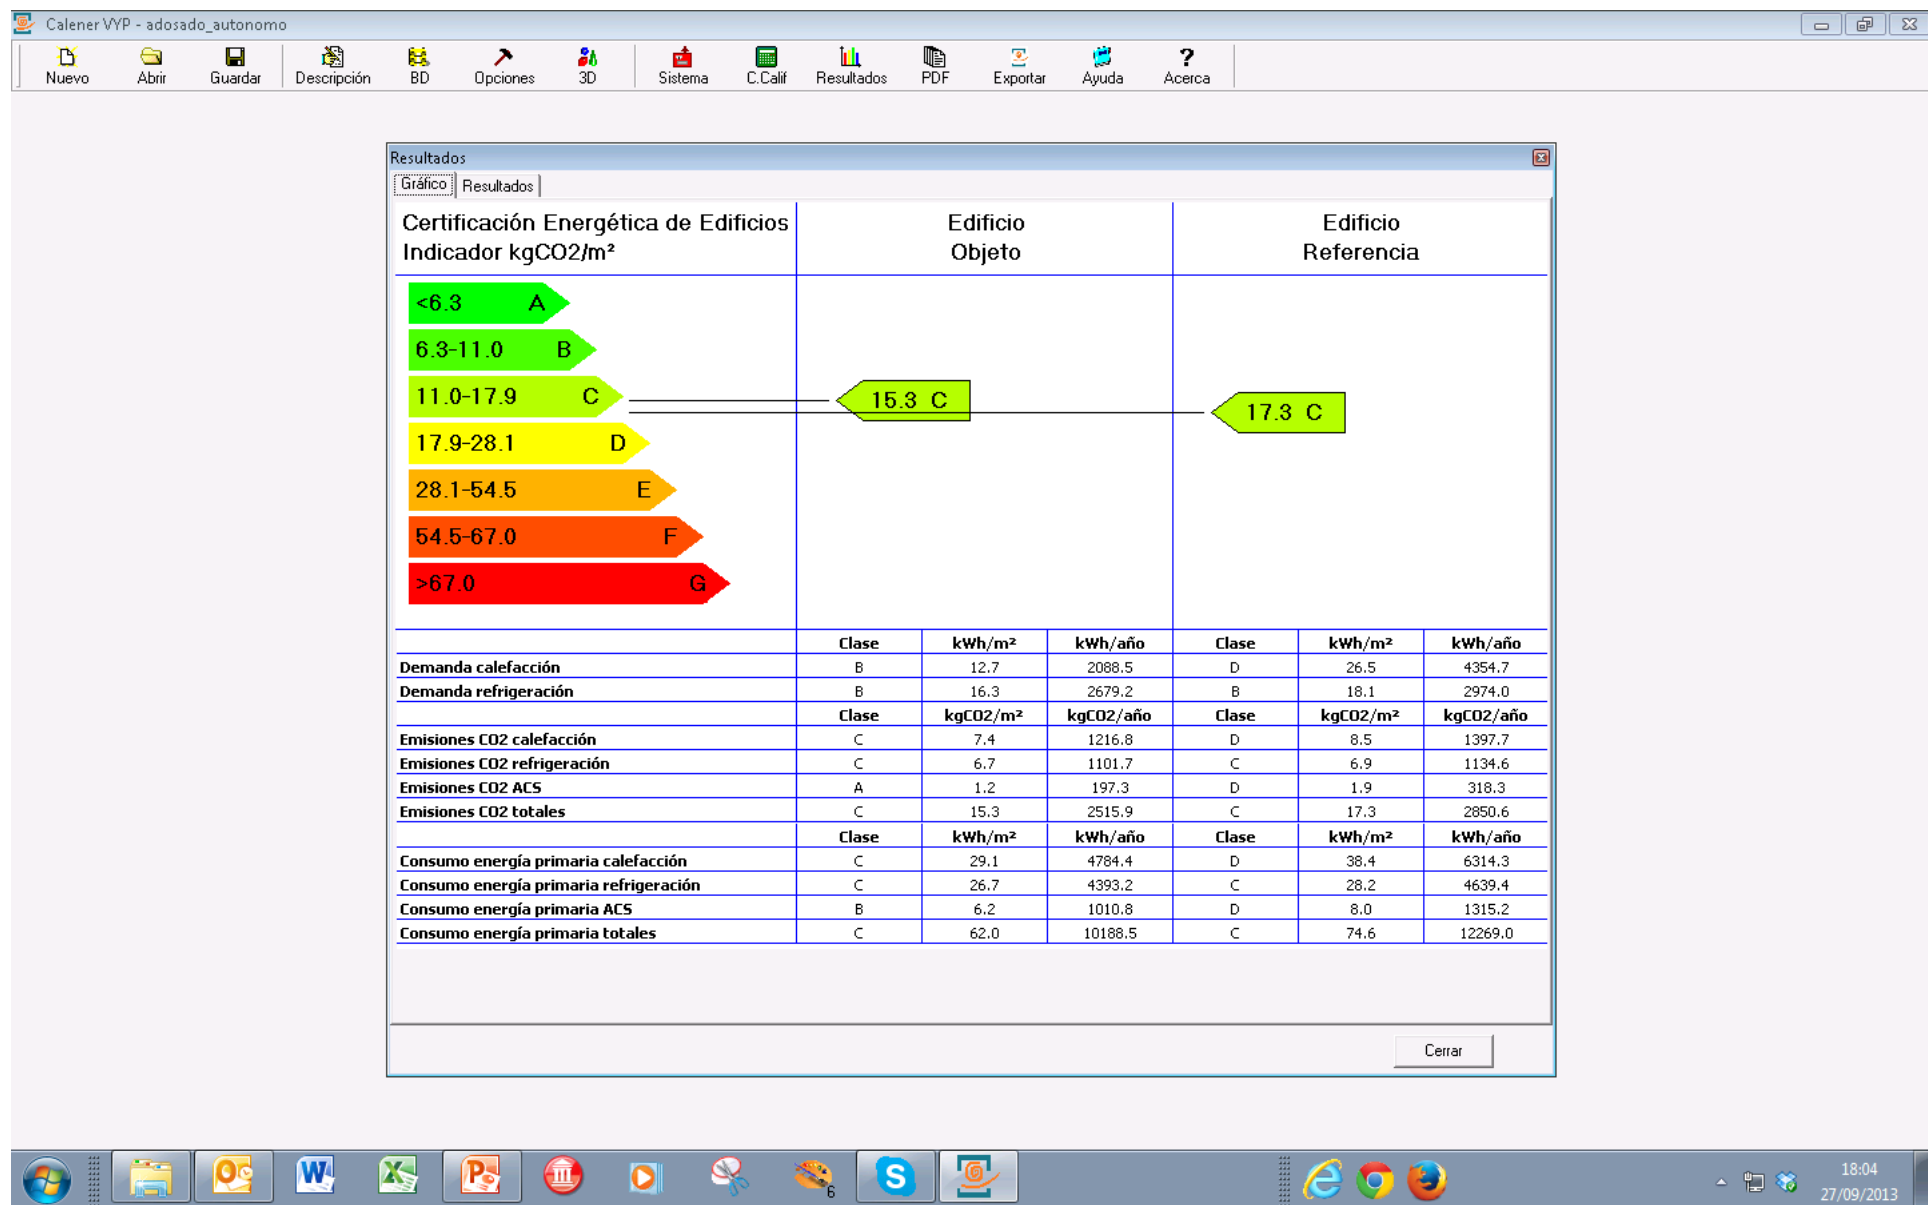 Calener VYP - adosado_autonomo
Nuevo Abrir Guardar Descripción BD Opciones 3D Sistema C.Calif Resultados PDF Exportar Ayuda Acerca
Resultados
Gráfico Resultados
Certificación Energética de Edificios Edificio Edificio
Indicador kgCO2/m² Objeto Referencia
<6.3 A
6.3-11.0 B
11.0-17.9 C 15.3 C 17.3 C
17.9-28.1 D
28.1-54.5 E
54.5-67.0 F
>67.0 G
Clase kWh/m² kWh/año Clase kWh/m² kWh/año
Demanda calefacción B 12.7 2088.5 D 26.5 4354.7
Demanda refrigeración B 16.3 2679.2 B 18.1 2974.0
Clase kgCO2/m² kgCO2/año Clase kgCO2/m² kgCO2/año
Emisiones CO2 calefacción C 7.4 1216.8 D 8.5 1397.7
Emisiones CO2 refrigeración C 6.7 1101.7 C 6.9 1134.6
Emisiones CO2 ACS A 1.2 197.3 D 1.9 318.3
Emisiones CO2 totales C 15.3 2515.9 C 17.3 2850.6
Clase kWh/m² kWh/año Clase kWh/m² kWh/año
Consumo energía primaria calefacción C 29.1 4784.4 D 38.4 6314.3
Consumo energía primaria refrigeración C 26.7 4393.2 C 28.2 4639.4
Consumo energía primaria ACS B 6.2 1010.8 D 8.0 1315.2
Consumo energía primaria totales C 62.0 10188.5 C 74.6 12269.0
Cerrar
6
18:04
27/09/2013